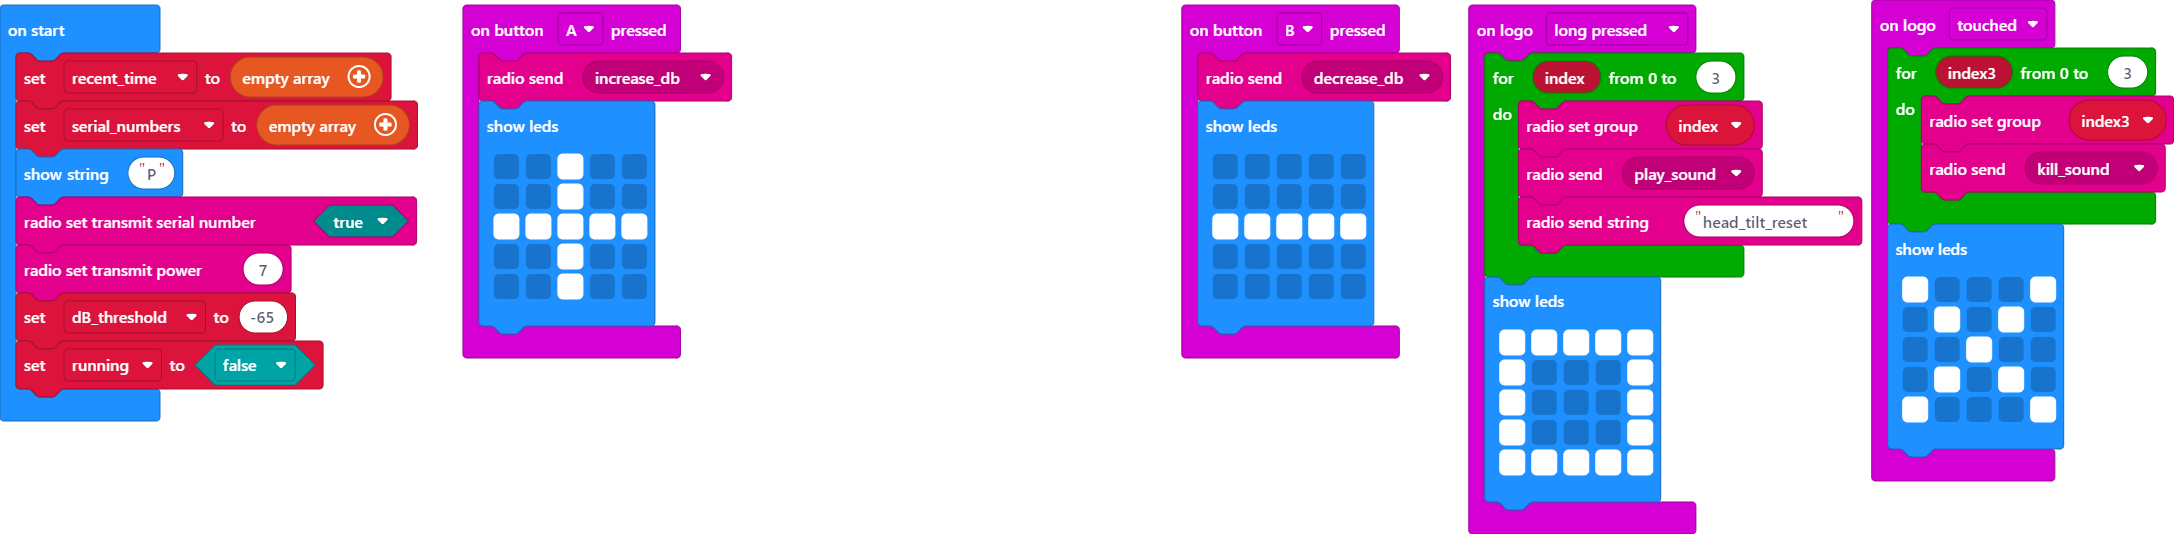 on start
set recent_time to empty array
set serial_numbers to empty array
show string "P"
radio set transmit serial number true
radio set transmit power 7
set dB_threshold to -65
set running to false
on button A pressed
radio send increase_db
show leds
on button B pressed
radio send decrease_db
show leds
on logo long pressed
for index from 0 to 3
do
radio set group index
radio send play_sound
radio send string "head_tilt_reset"
show leds
on logo touched
for index3 from 0 to 3
do
radio set group index3
radio send kill_sound
show leds